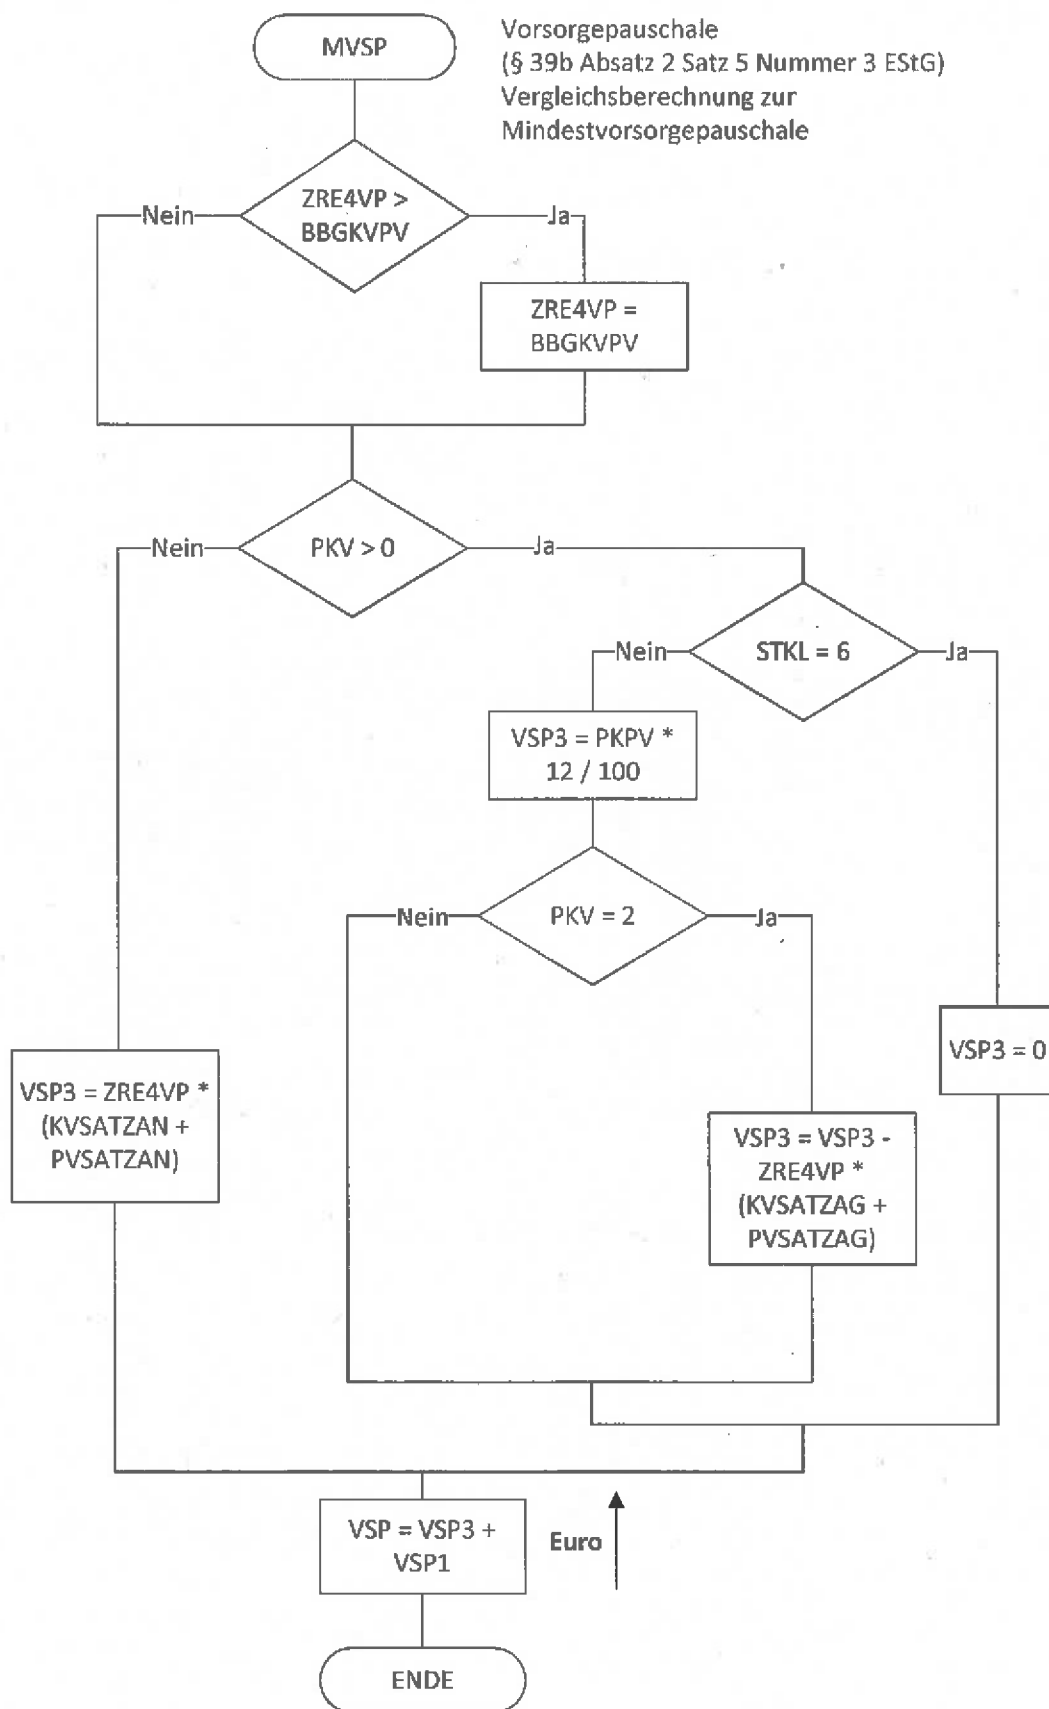 MVSP
Vorsorgepauschale
(§ 39b Absatz 2 Satz 5 Nummer 3 EStG)
Vergleichsberechnung zur
Mindestvorsorgepauschale
ZRE4VP >
BBGKVPV
Nein
Ja
ZRE4VP =
BBGKVPV
PKV > 0
Nein
Ja
STKL = 6
Nein
Ja
VSP3 = PKPV *
12 / 100
PKV = 2
Nein
Ja
VSP3 = 0
VSP3 = ZRE4VP *
(KVSATZAN +
PVSATZAN)
VSP3 = VSP3 -
ZRE4VP *
(KVSATZAG +
PVSATZAG)
VSP = VSP3 +
VSP1
Euro
ENDE